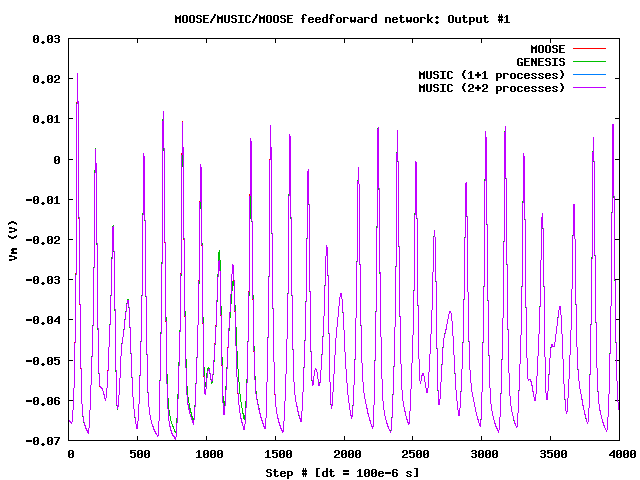 MOOSE/MUSIC/MOOSE feedforward network: Output #1
0.03
MOOSE
GENESIS
0.02
MUSIC (1+1 processes)
MUSIC (2+2 processes)
0.01
0
-0.01
-0.02
Vm (V)
-0.03
-0.04
-0.05
-0.06
-0.07
0 500 1000 1500 2000 2500 3000 3500 4000
Step # [dt = 100e-6 s]